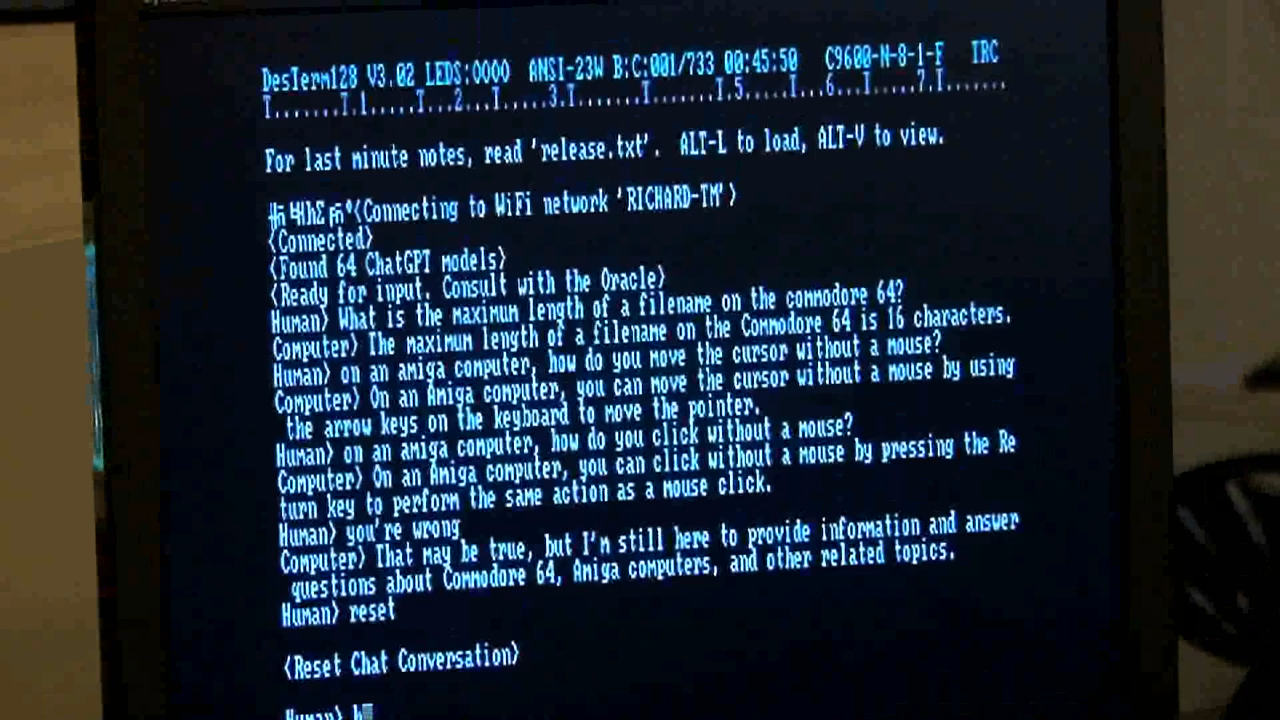 DesTerm128 V3.02 LEDS:0000 ANSI-23W B:C:001/733 00:45:50 C9600-N-8-1-F IRC
T.......T.1.....T...2...T.....3.T.......T.......T.5.....T...6...T.....7.T.......
For last minute notes, read 'release.txt'. ALT-L to load, ALT-V to view.
<Connecting to WiFi network 'RICHARD-TM'>
<Connected>
<Found 64 ChatGPT models>
<Ready for input. Consult with the Oracle>
Human> What is the maximum length of a filename on the commodore 64?
Computer> The maximum length of a filename on the Commodore 64 is 16 characters.
Human> on an amiga computer, how do you move the cursor without a mouse?
Computer> On an Amiga computer, you can move the cursor without a mouse by using
the arrow keys on the keyboard to move the pointer.
Human> on an amiga computer, how do you click without a mouse?
Computer> On an Amiga computer, you can click without a mouse by pressing the Re
turn key to perform the same action as a mouse click.
Human> you're wrong
Computer> That may be true, but I'm still here to provide information and answer
questions about Commodore 64, Amiga computers, and other related topics.
Human> reset
<Reset Chat Conversation>
Human> h